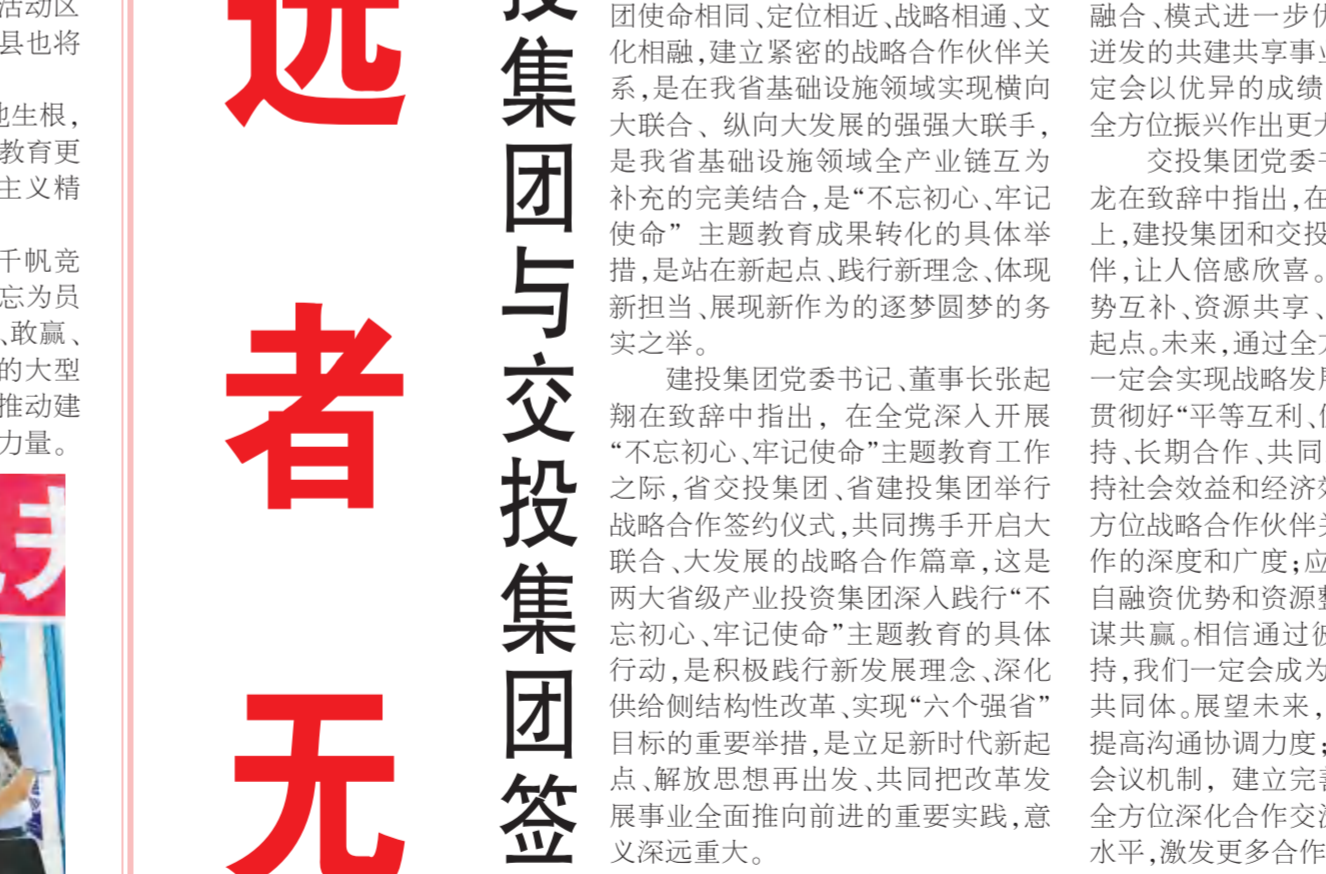 活动区
县也将
生根，
教育更
主义精
千帆竞
忘为员
、敢赢、
的大型
推动建
力量。
远
者
无
投集团与交投集团签
团使命相同、定位相近、战略相通、文
化相融，建立紧密的战略合作伙伴关
系，是在我省基础设施领域实现横向
大联合、纵向大发展的强强大联手，
是我省基础设施领域全产业链互为
补充的完美结合，是“不忘初心、牢记
使命”主题教育成果转化的具体举
措，是站在新起点、践行新理念、体现
新担当、展现新作为的逐梦圆梦的务
实之举。
建投集团党委书记、董事长张起
翔在致辞中指出，在全党深入开展
“不忘初心、牢记使命”主题教育工作
之际，省交投集团、省建投集团举行
战略合作签约仪式，共同携手开启大
联合、大发展的战略合作篇章，这是
两大省级产业投资集团深入践行“不
忘初心、牢记使命”主题教育的具体
行动，是积极践行新发展理念、深化
供给侧结构性改革、实现“六个强省”
目标的重要举措，是立足新时代新起
点、解放思想再出发、共同把改革发
展事业全面推向前进的重要实践，意
义深远重大。
融合、模式进一步优
迸发的共建共享事业
定会以优异的成绩
全方位振兴作出更大
交投集团党委书
龙在致辞中指出，在
上，建投集团和交投
伴，让人倍感欣喜。
势互补、资源共享、
起点。未来，通过全方
一定会实现战略发展
贯彻好“平等互利、优
持、长期合作、共同
持社会效益和经济效
方位战略合作伙伴关
作的深度和广度；应
自融资优势和资源整
谋共赢。相信通过彼
持，我们一定会成为
共同体。展望未来，
提高沟通协调力度；
会议机制，建立完善
全方位深化合作交流
水平，激发更多合作